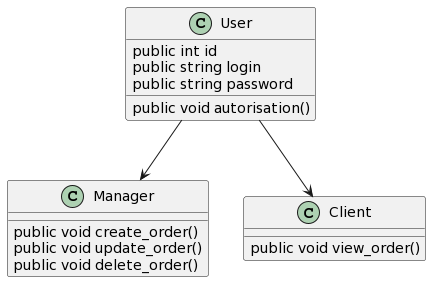 C User
public int id
public string login
public string password
public void autorisation()
C Manager
public void create_order()
public void update_order()
public void delete_order()
C Client
public void view_order()